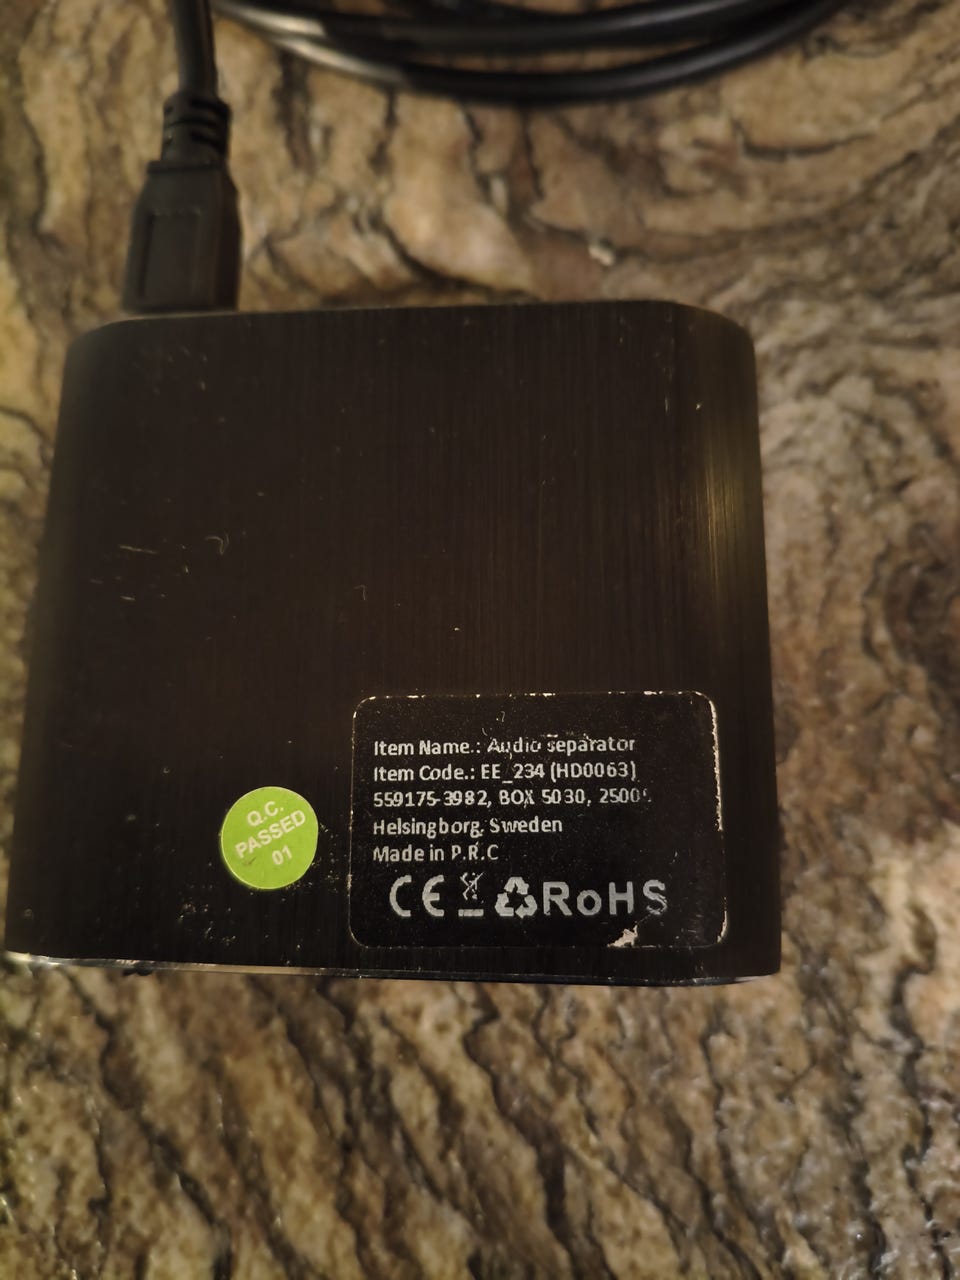 Item Name.: Audio separator
Item Code.: EE_234 (HD0063)
559175-3982, BOX 5030,
Helsingborg, Sweden
Made in P.R.C
CE RoHS
Q.C.
PASSED
01